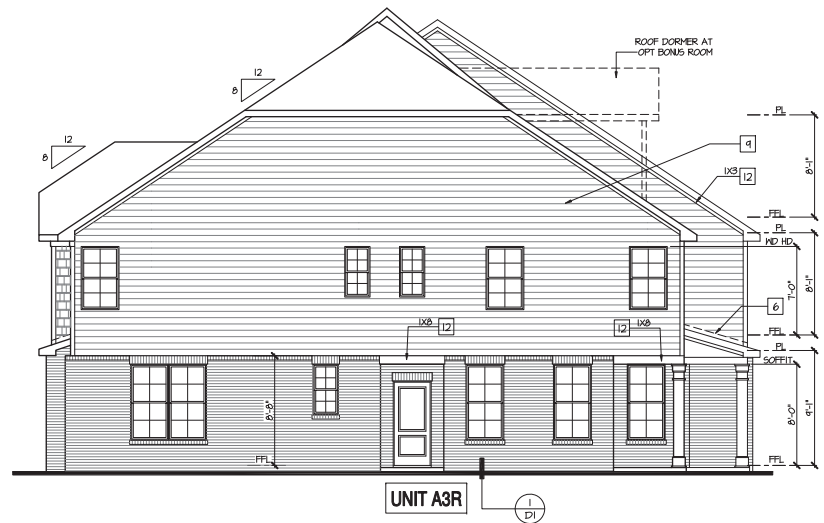 ROOF DORMER AT
OPT BONUS ROOM
12
8
12
8
PL
9
1X3
12
8'-1"
FFL
PL
WD HD
7'-0"
8'-1"
6
FFL
1X8
12
12
1X8
PL
SOFFIT
8'-8"
8'-0"
9'-1"
FFL
FFL
UNIT A3R
1
D1